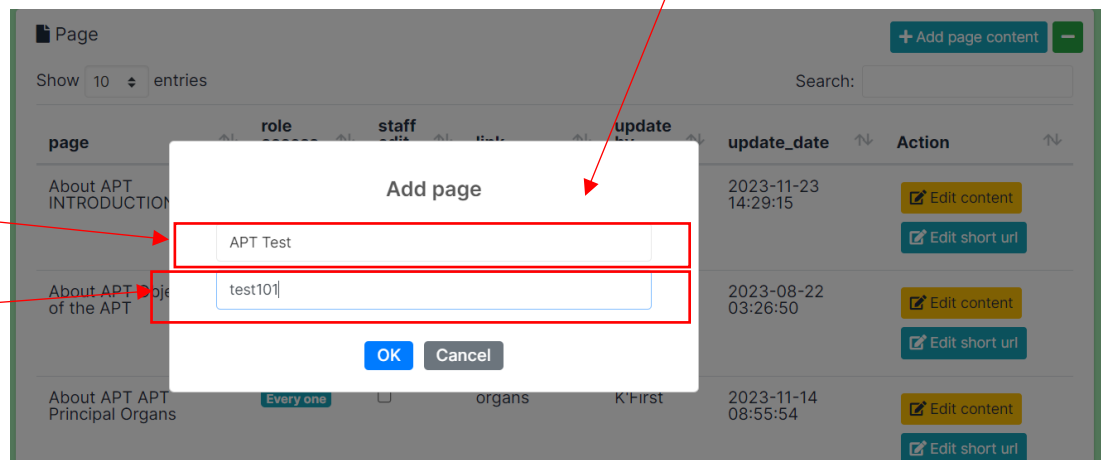 Page
Add page content
Show 10 entries
Search:
page role staff update update_date Action
Add page
About APT
INTRODUCTION
2023-11-23
14:29:15
Edit content
Edit short url
APT Test
test101
About APT Obje
of the APT
2023-08-22
03:26:50
Edit content
Edit short url
OK Cancel
About APT APT
Principal Organs
Every one
organs
K'First
2023-11-14
08:55:54
Edit content
Edit short url